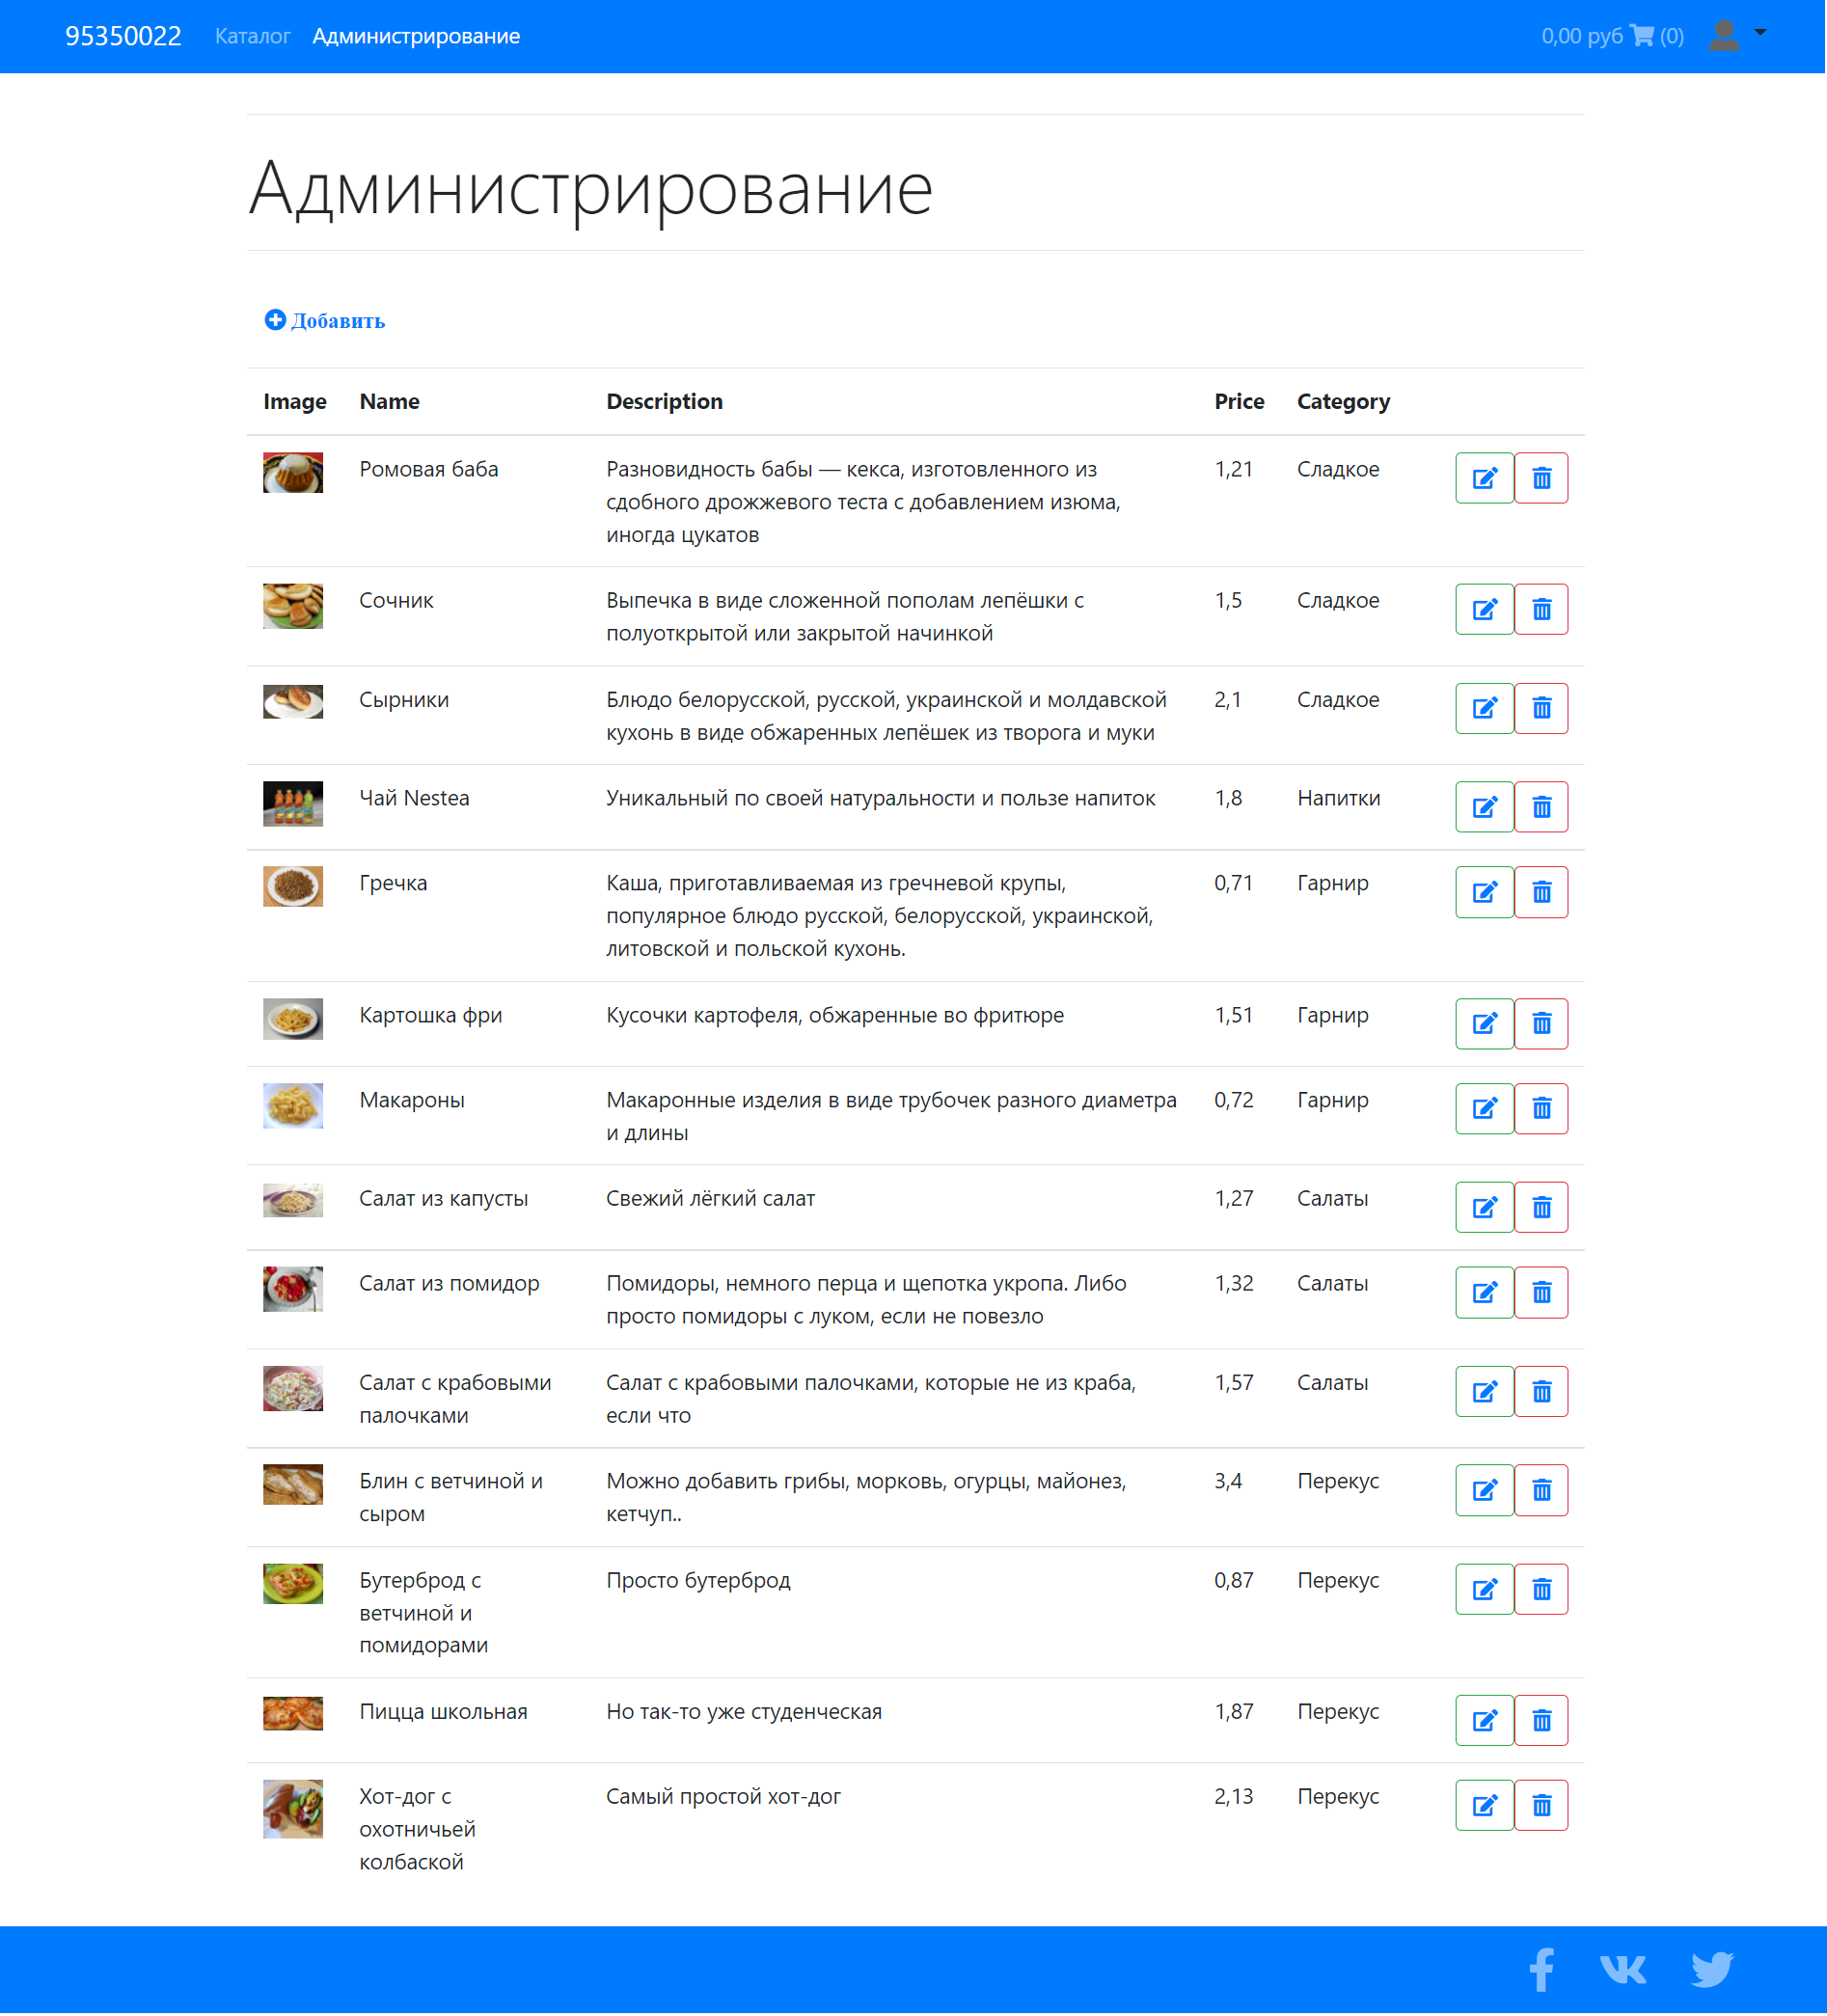 95350022 Каталог Администрирование 0,00 руб (0)
Администрирование
Добавить
Image Name Description Price Category
Ромовая баба Разновидность бабы — кекса, изготовленного из 1,21 Сладкое
сдобного дрожжевого теста с добавлением изюма,
иногда цукатов
Сочник Выпечка в виде сложенной пополам лепёшки с 1,5 Сладкое
полуоткрытой или закрытой начинкой
Сырники Блюдо белорусской, русской, украинской и молдавской 2,1 Сладкое
кухонь в виде обжаренных лепёшек из творога и муки
Чай Nestea Уникальный по своей натуральности и пользе напиток 1,8 Напитки
Гречка Каша, приготавливаемая из гречневой крупы, 0,71 Гарнир
популярное блюдо русской, белорусской, украинской,
литовской и польской кухонь.
Картошка фри Кусочки картофеля, обжаренные во фритюре 1,51 Гарнир
Макароны Макаронные изделия в виде трубочек разного диаметра 0,72 Гарнир
и длины
Салат из капусты Свежий лёгкий салат 1,27 Салаты
Салат из помидор Помидоры, немного перца и щепотка укропа. Либо 1,32 Салаты
просто помидоры с луком, если не повезло
Салат с крабовыми Салат с крабовыми палочками, которые не из краба, 1,57 Салаты
палочками если что
Блин с ветчиной и Можно добавить грибы, морковь, огурцы, майонез, 3,4 Перекус
сыром кетчуп..
Бутерброд с Просто бутерброд 0,87 Перекус
ветчиной и
помидорами
Пицца школьная Но так-то уже студенческая 1,87 Перекус
Хот-дог с Самый простой хот-дог 2,13 Перекус
охотничьей
колбаской